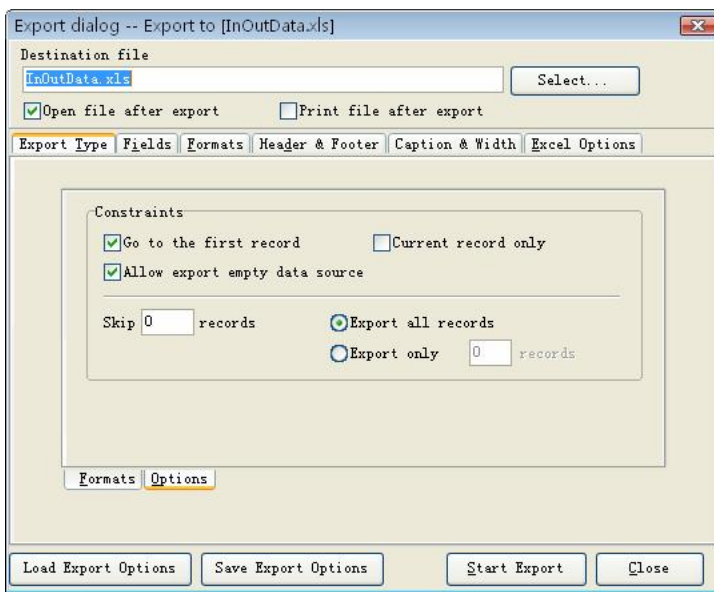 Export dialog -- Export to [InOutData.xls]
Destination file
InOutData.xls
Select...
Open file after export
Print file after export
Export Type Fields Formats Header & Footer Caption & Width Excel Options
Constraints
Go to the first record
Current record only
Allow export empty data source
Skip 0 records
Export all records
Export only 0 records
Formats Options
Load Export Options
Save Export Options
Start Export
Close